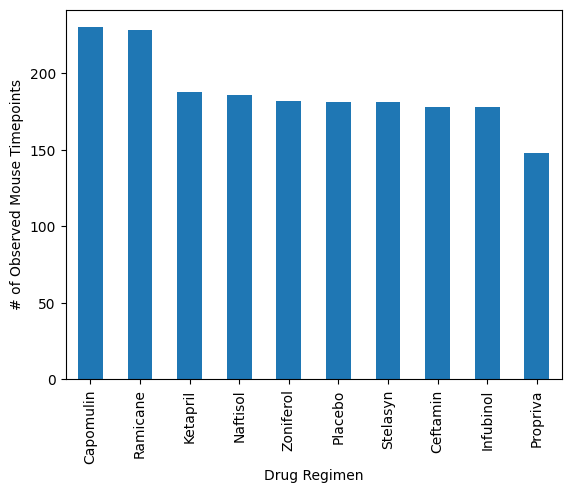 # of Observed Mouse Timepoints
200
150
100
50
0
Capomulin
Ramicane
Ketapril
Naftisol
Zoniferol
Placebo
Stelasyn
Ceftamin
Infubinol
Propriva
Drug Regimen